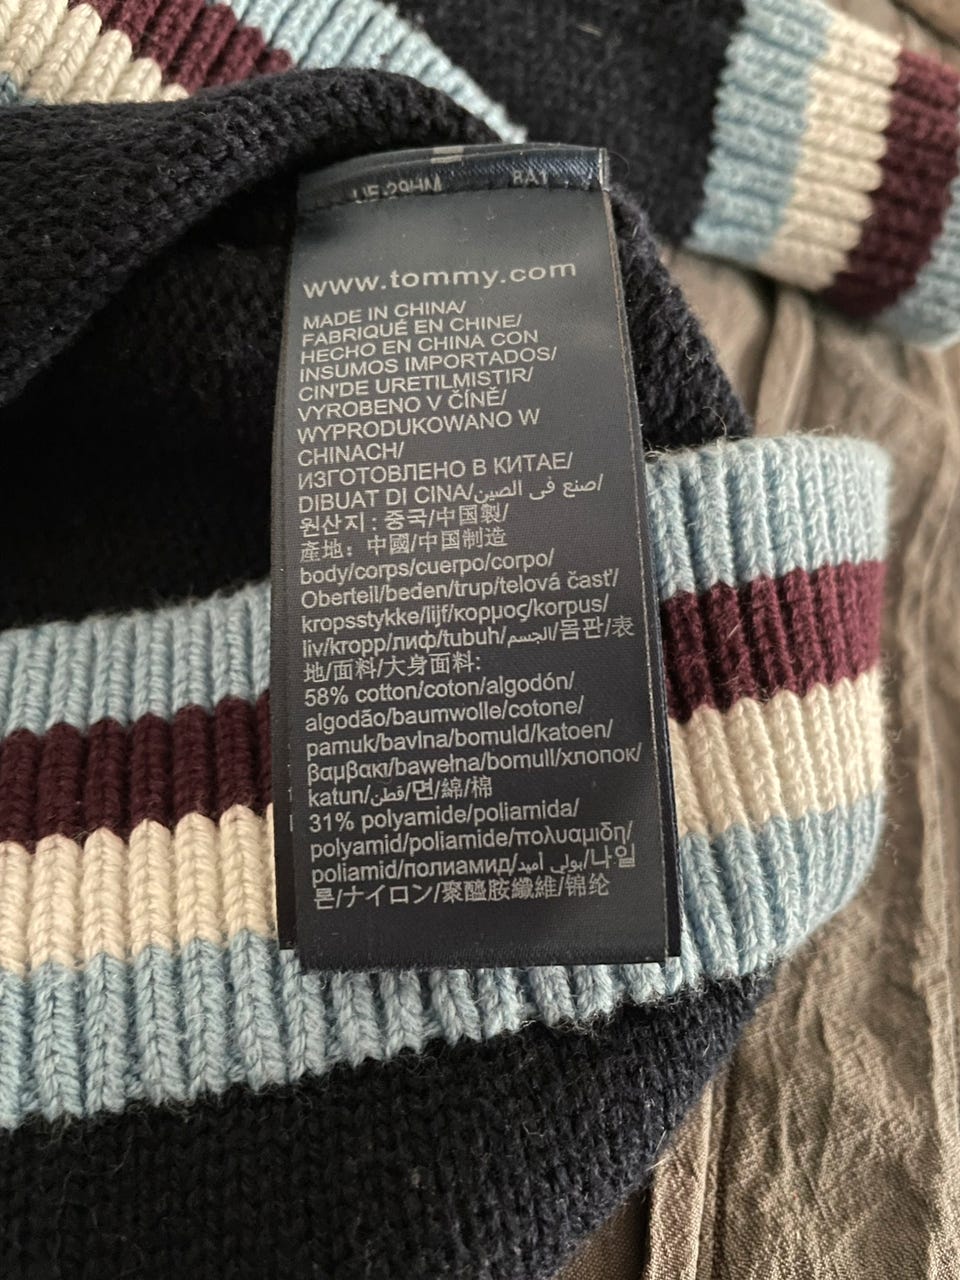 www.tommy.com
MADE IN CHINA/
FABRIQUÉ EN CHINE/
HECHO EN CHINA CON
INSUMOS IMPORTADOS/
CIN'DE URETILMISTIR/
VYROBENO V ČÍNĚ/
WYPRODUKOWANO W
CHINACH/
ИЗГОТОВЛЕНО В КИТАЕ/
DIBUAT DI CINA/صنع في الصين/
원산지 : 중국/中国製/
產地：中國/中国制造
body/corps/cuerpo/corpo/
Oberteil/beden/trup/telová časť/
kropsstykke/lijf/κορμος/korpus/
liv/kropp/лиф/tubuh/الجسم/몸판/表
地/面料/大身面料:
58% cotton/coton/algodón/
algodão/baumwolle/cotone/
pamuk/bavlna/bomuld/katoen/
βαμβακι/bawełna/bomull/хлопок/
katun/قطن/면/綿/棉
31% polyamide/poliamida/
polyamid/poliamide/πολυαμιδη/
poliamid/полиамид/بولي اميد/나일
론/ナイロン/聚醯胺纖維/锦纶